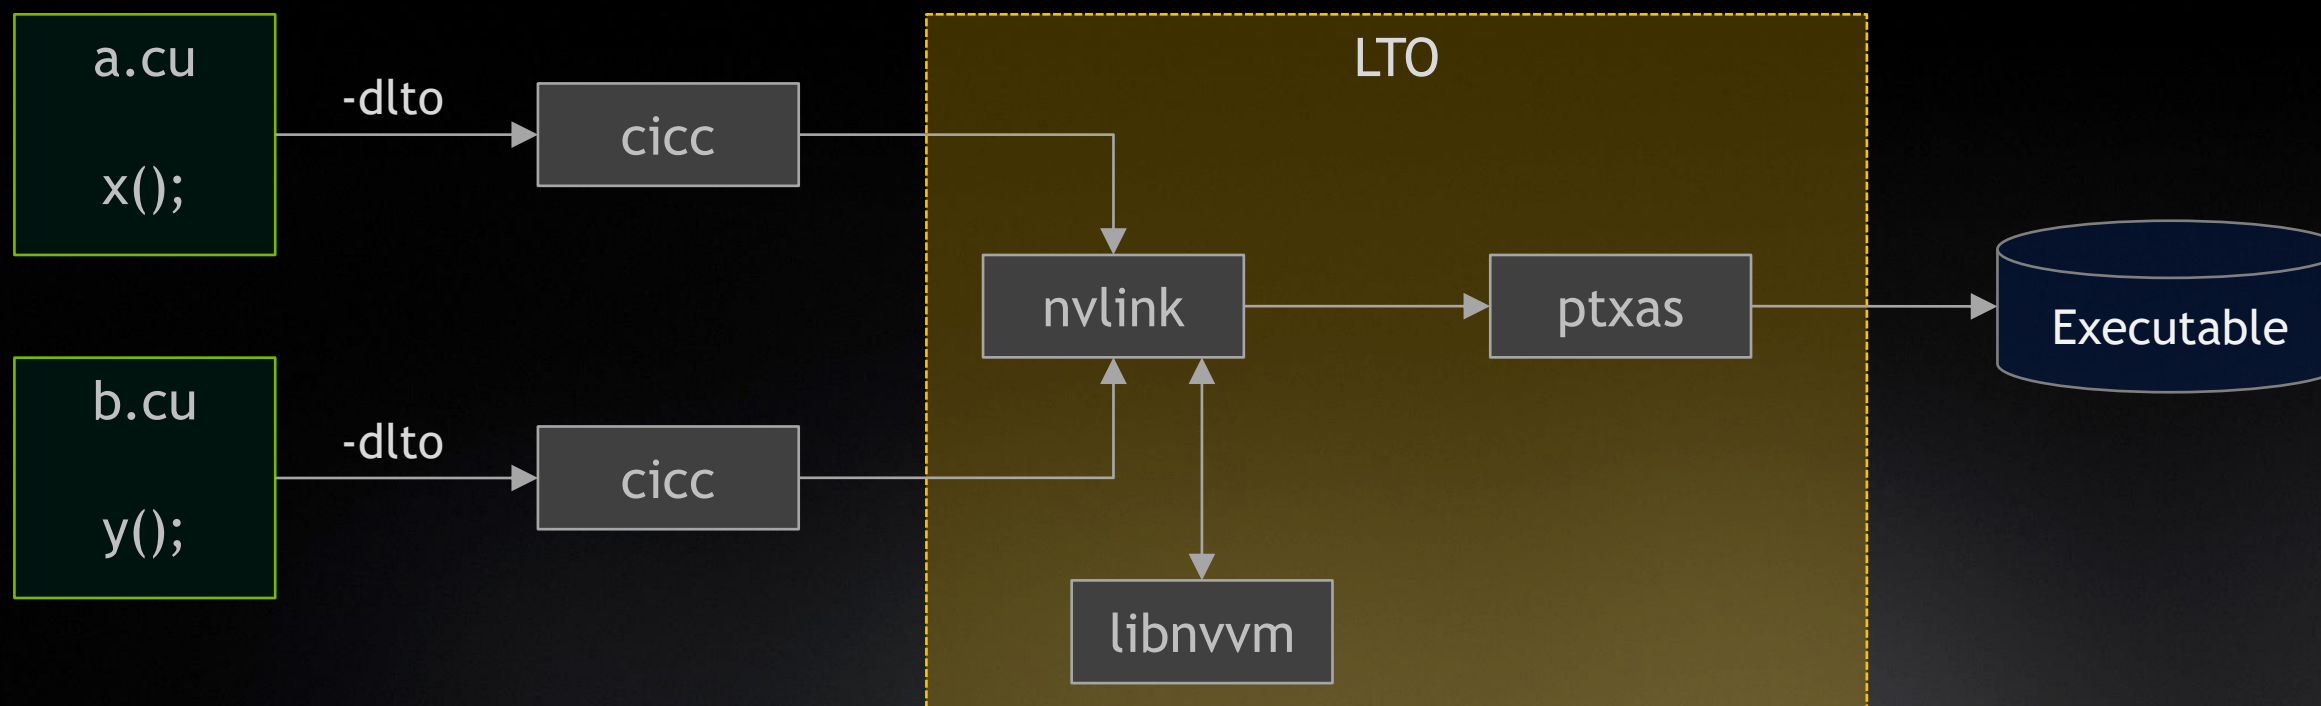 a.cu
x();
-dlto
cicc
LTO
nvlink
ptxas
Executable
b.cu
y();
-dlto
cicc
libnvvm